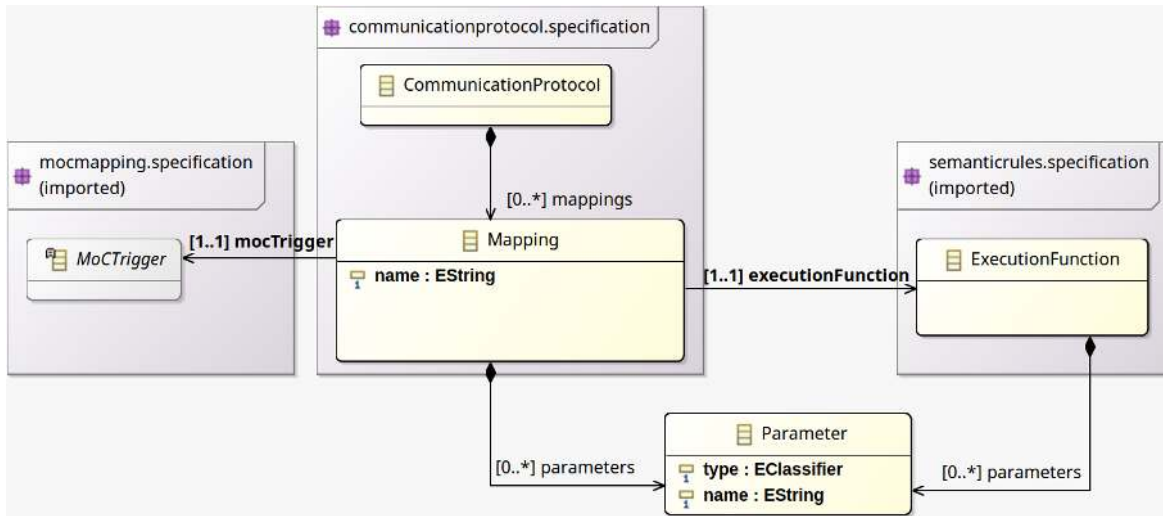 communicationprotocol.specification
CommunicationProtocol
mocmapping.specification
(imported)
semanticrules.specification
(imported)
[0..*] mappings
[1..1] mocTrigger
Mapping
MoCTrigger
ExecutionFunction
name : EString
[1..1] executionFunction
Parameter
[0..*] parameters
type : EClassifier
[0..*] parameters
name : EString